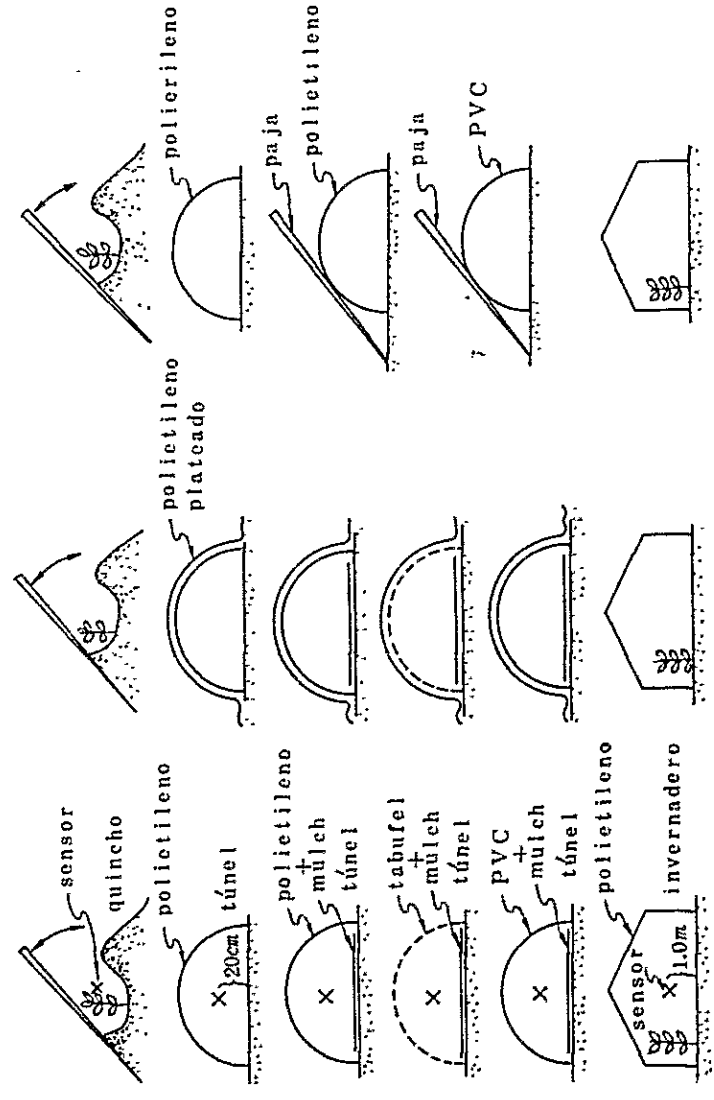 sensor
quincho
polietileno
20cm
túnel
polietileno
+
mulch
túnel
tabufel
+
mulch
túnel
PVC
+
mulch
túnel
polietileno
sensor
1.0m
invernadero
polietileno
plateado
polietileno
paja
polietileno
paja
PVC